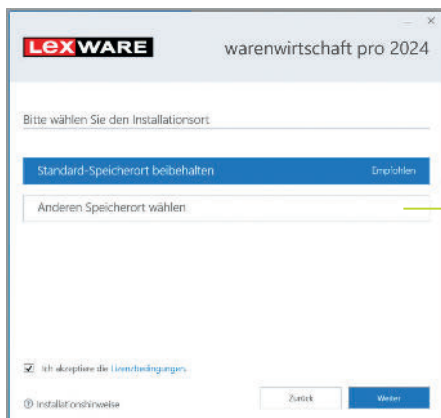 LEXWARE
warenwirtschaft pro 2024
Bitte wählen Sie den Installationsort
Standard-Speicherort beibehalten Empfohlen
Anderen Speicherort wählen
Ich akzeptiere die Lizenzbedingungen.
Installationshinweise
Zurück Weiter